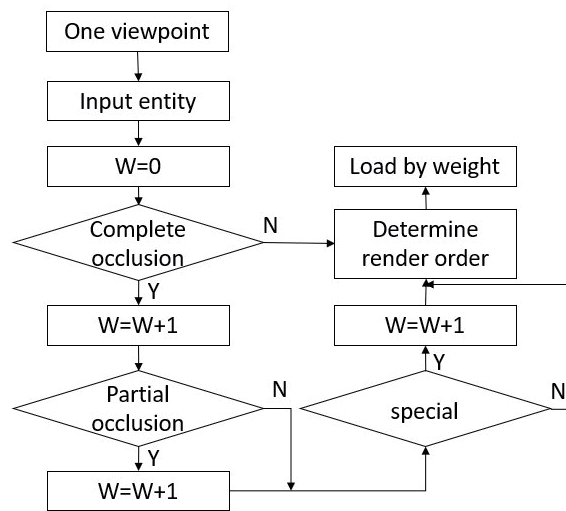 One viewpoint
Input entity
W=0
Complete
occlusion
N
Y
W=W+1
Partial
occlusion
N
Y
W=W+1
Load by weight
Determine
render order
W=W+1
Y
special
N